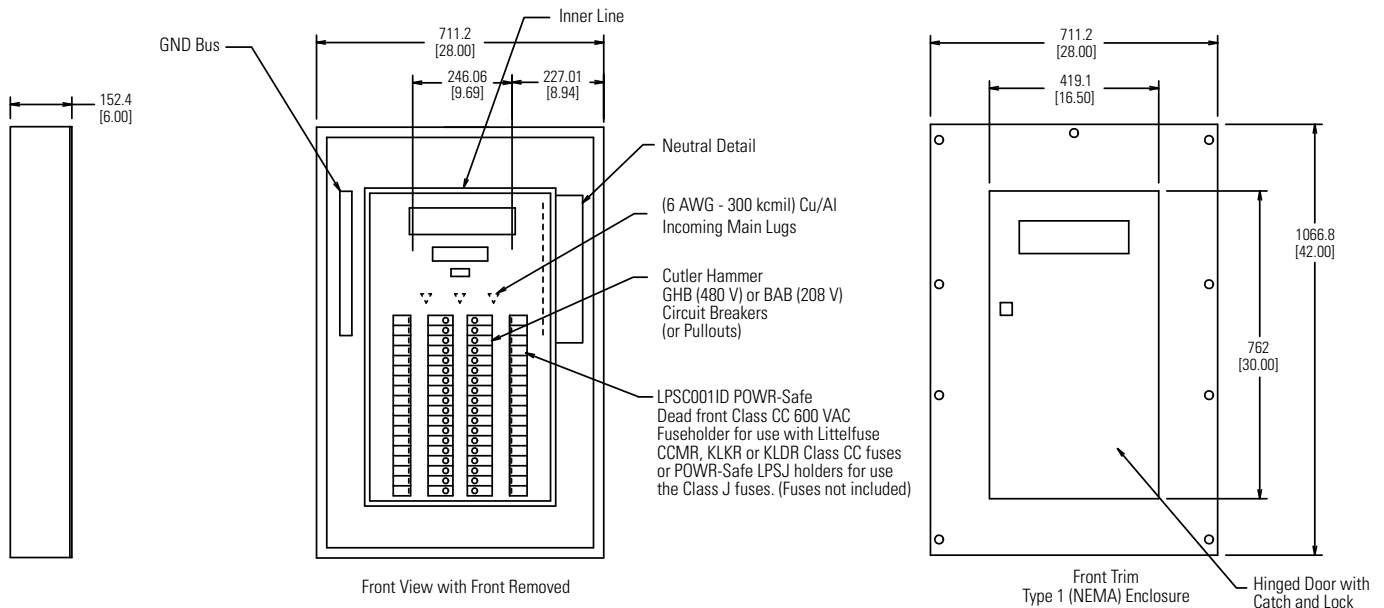 Inner Line
GND Bus
711.2
[28.00]
246.06
[9.69]
227.01
[8.94]
152.4
[6.00]
Neutral Detail
(6 AWG - 300 kcmil) Cu/Al
Incoming Main Lugs
Cutler Hammer
GHB (480 V) or BAB (208 V)
Circuit Breakers
(or Pullouts)
LPSC001ID POWR-Safe
Dead front Class CC 600 VAC
Fuseholder for use with Littelfuse
CCMR, KLKR or KLDR Class CC fuses
or POWR-Safe LPSJ holders for use
the Class J fuses. (Fuses not included)
Front View with Front Removed
711.2
[28.00]
419.1
[16.50]
1066.8
[42.00]
762
[30.00]
Front Trim
Type 1 (NEMA) Enclosure
Hinged Door with
Catch and Lock